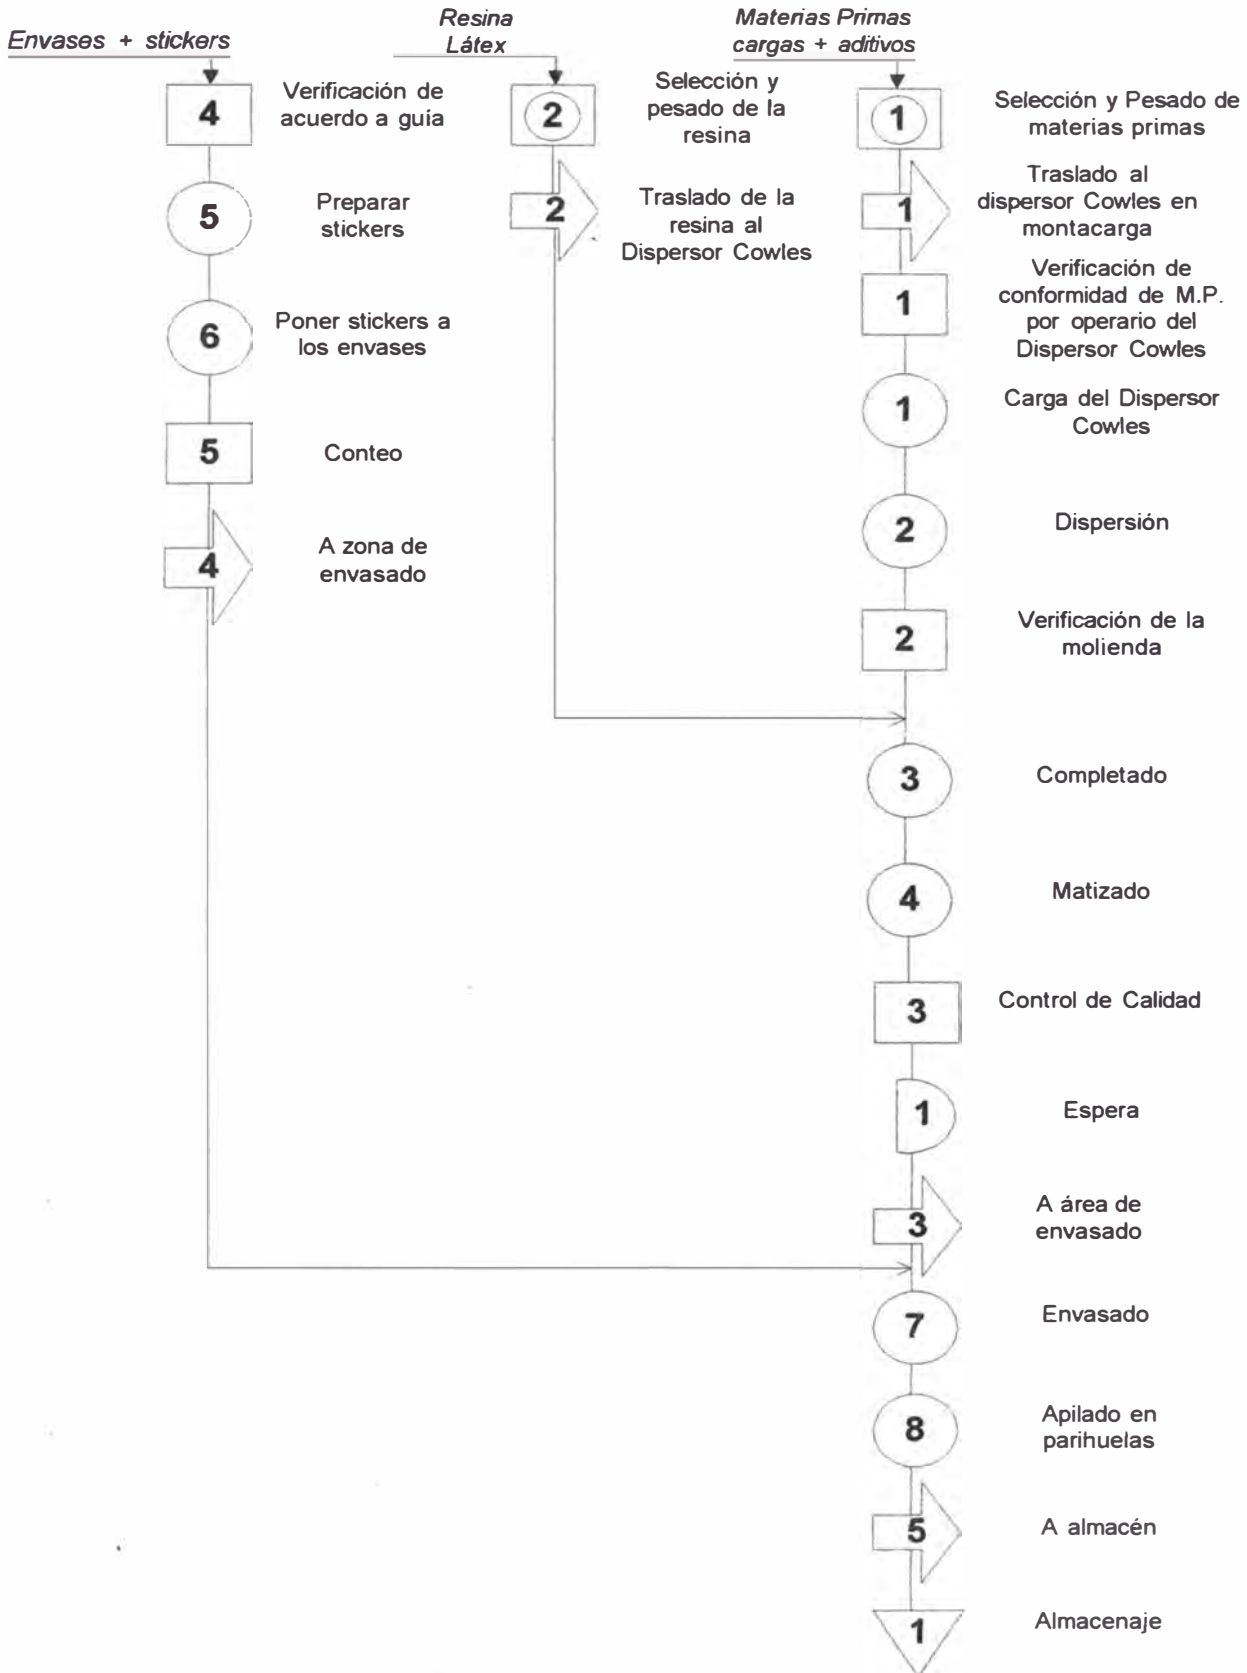 Envases + stickers
Resina
Látex
Materias Primas
cargas + aditivos
4
Verificación de
acuerdo a guía
5
Preparar
stickers
6
Poner stickers a
los envases
5
Conteo
4
A zona de
envasado
2
Selección y
pesado de la
resina
2
Traslado de la
resina al
Dispersor Cowles
1
Selección y Pesado de
materias primas
1
Traslado al
dispersor Cowles en
montacarga
1
Verificación de
conformidad de M.P.
por operario del
Dispersor Cowles
1
Carga del Dispersor
Cowles
2
Dispersión
2
Verificación de la
molienda
3
Completado
4
Matizado
3
Control de Calidad
1
Espera
3
A área de
envasado
7
Envasado
8
Apilado en
parihuelas
5
A almacén
1
Almacenaje